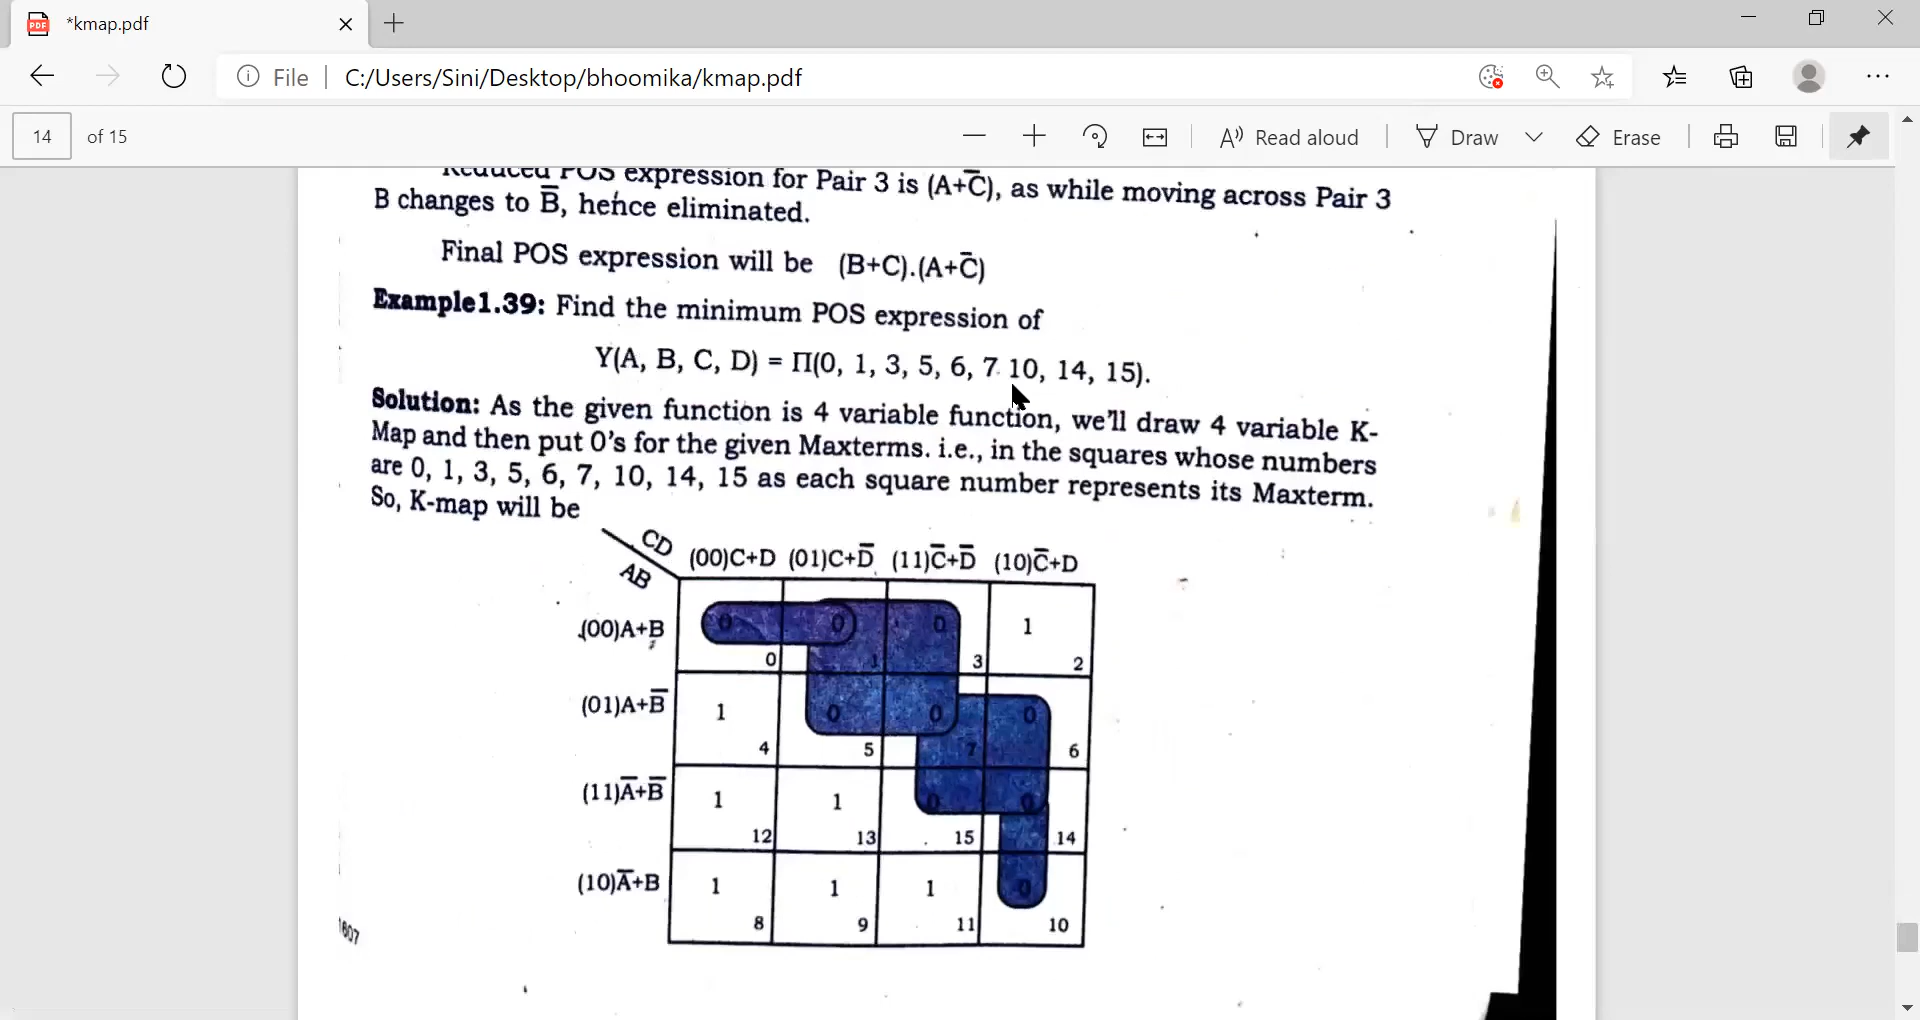 *kmap.pdf
File | C:/Users/Sini/Desktop/bhoomika/kmap.pdf
14 of 15 Read aloud Draw Erase
Reduced POS expression for Pair 3 is (A+C̅), as while moving across Pair 3
B changes to B̅, hence eliminated.
Final POS expression will be (B+C).(A+C̅)
Example1.39: Find the minimum POS expression of
Y(A, B, C, D) = Π(0, 1, 3, 5, 6, 7 10, 14, 15).
Solution: As the given function is 4 variable function, we'll draw 4 variable K-
Map and then put 0's for the given Maxterms. i.e., in the squares whose numbers
are 0, 1, 3, 5, 6, 7, 10, 14, 15 as each square number represents its Maxterm.
So, K-map will be
CD (00)C+D (01)C+D̅ (11)C̅+D̅ (10)C̅+D
AB
(00)A+B 0 0 0 1
0 1 3 2
(01)A+B̅ 1 0 0 0
4 5 7 6
(11)A̅+B̅ 1 1 0 0
12 13 15 14
(10)A̅+B 1 1 1 0
8 9 11 10
1607